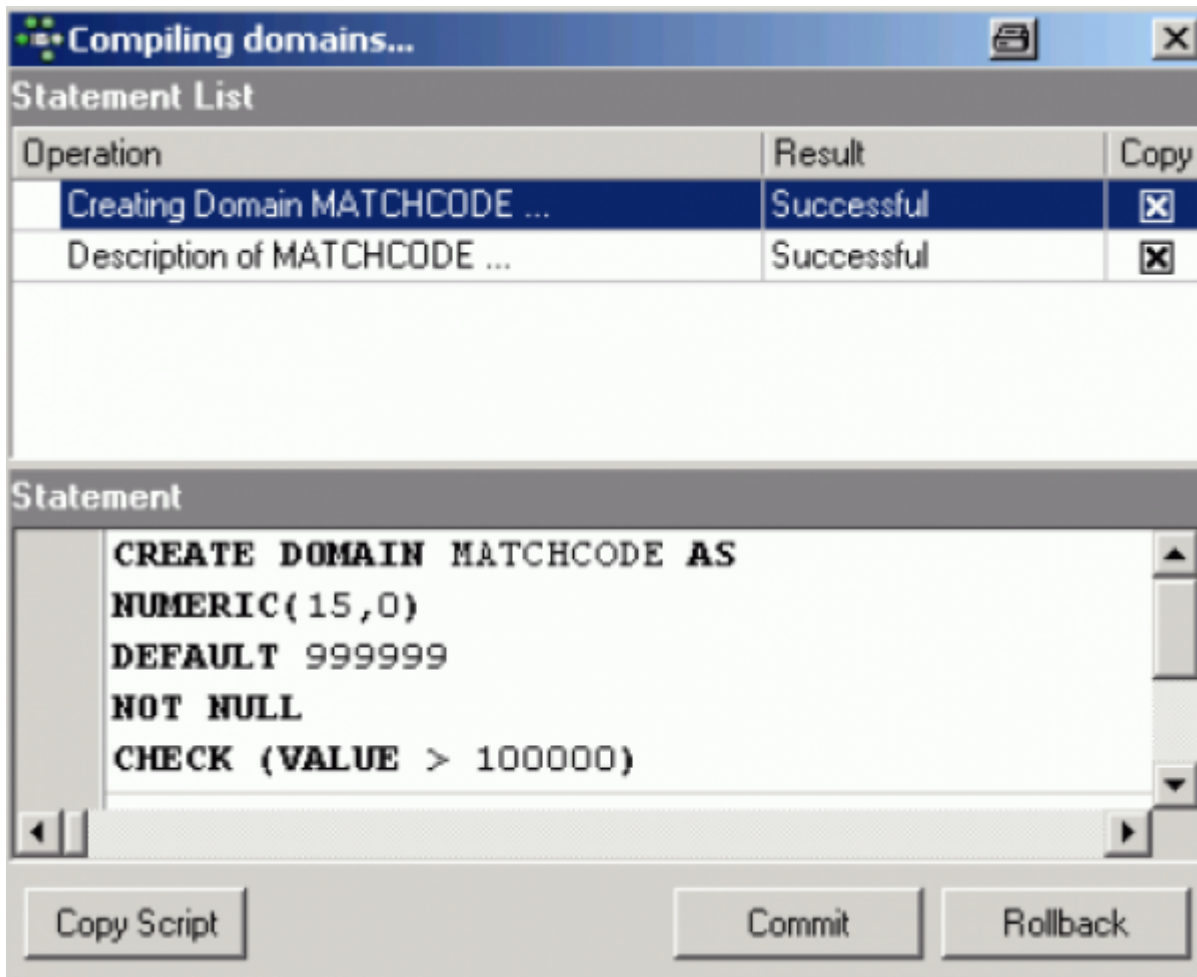 Compiling domains...
Statement List
Operation Result Copy
Creating Domain MATCHCODE ... Successful
Description of MATCHCODE ... Successful
Statement
CREATE DOMAIN MATCHCODE AS
NUMERIC(15,0)
DEFAULT 999999
NOT NULL
CHECK (VALUE > 100000)
Copy Script Commit Rollback